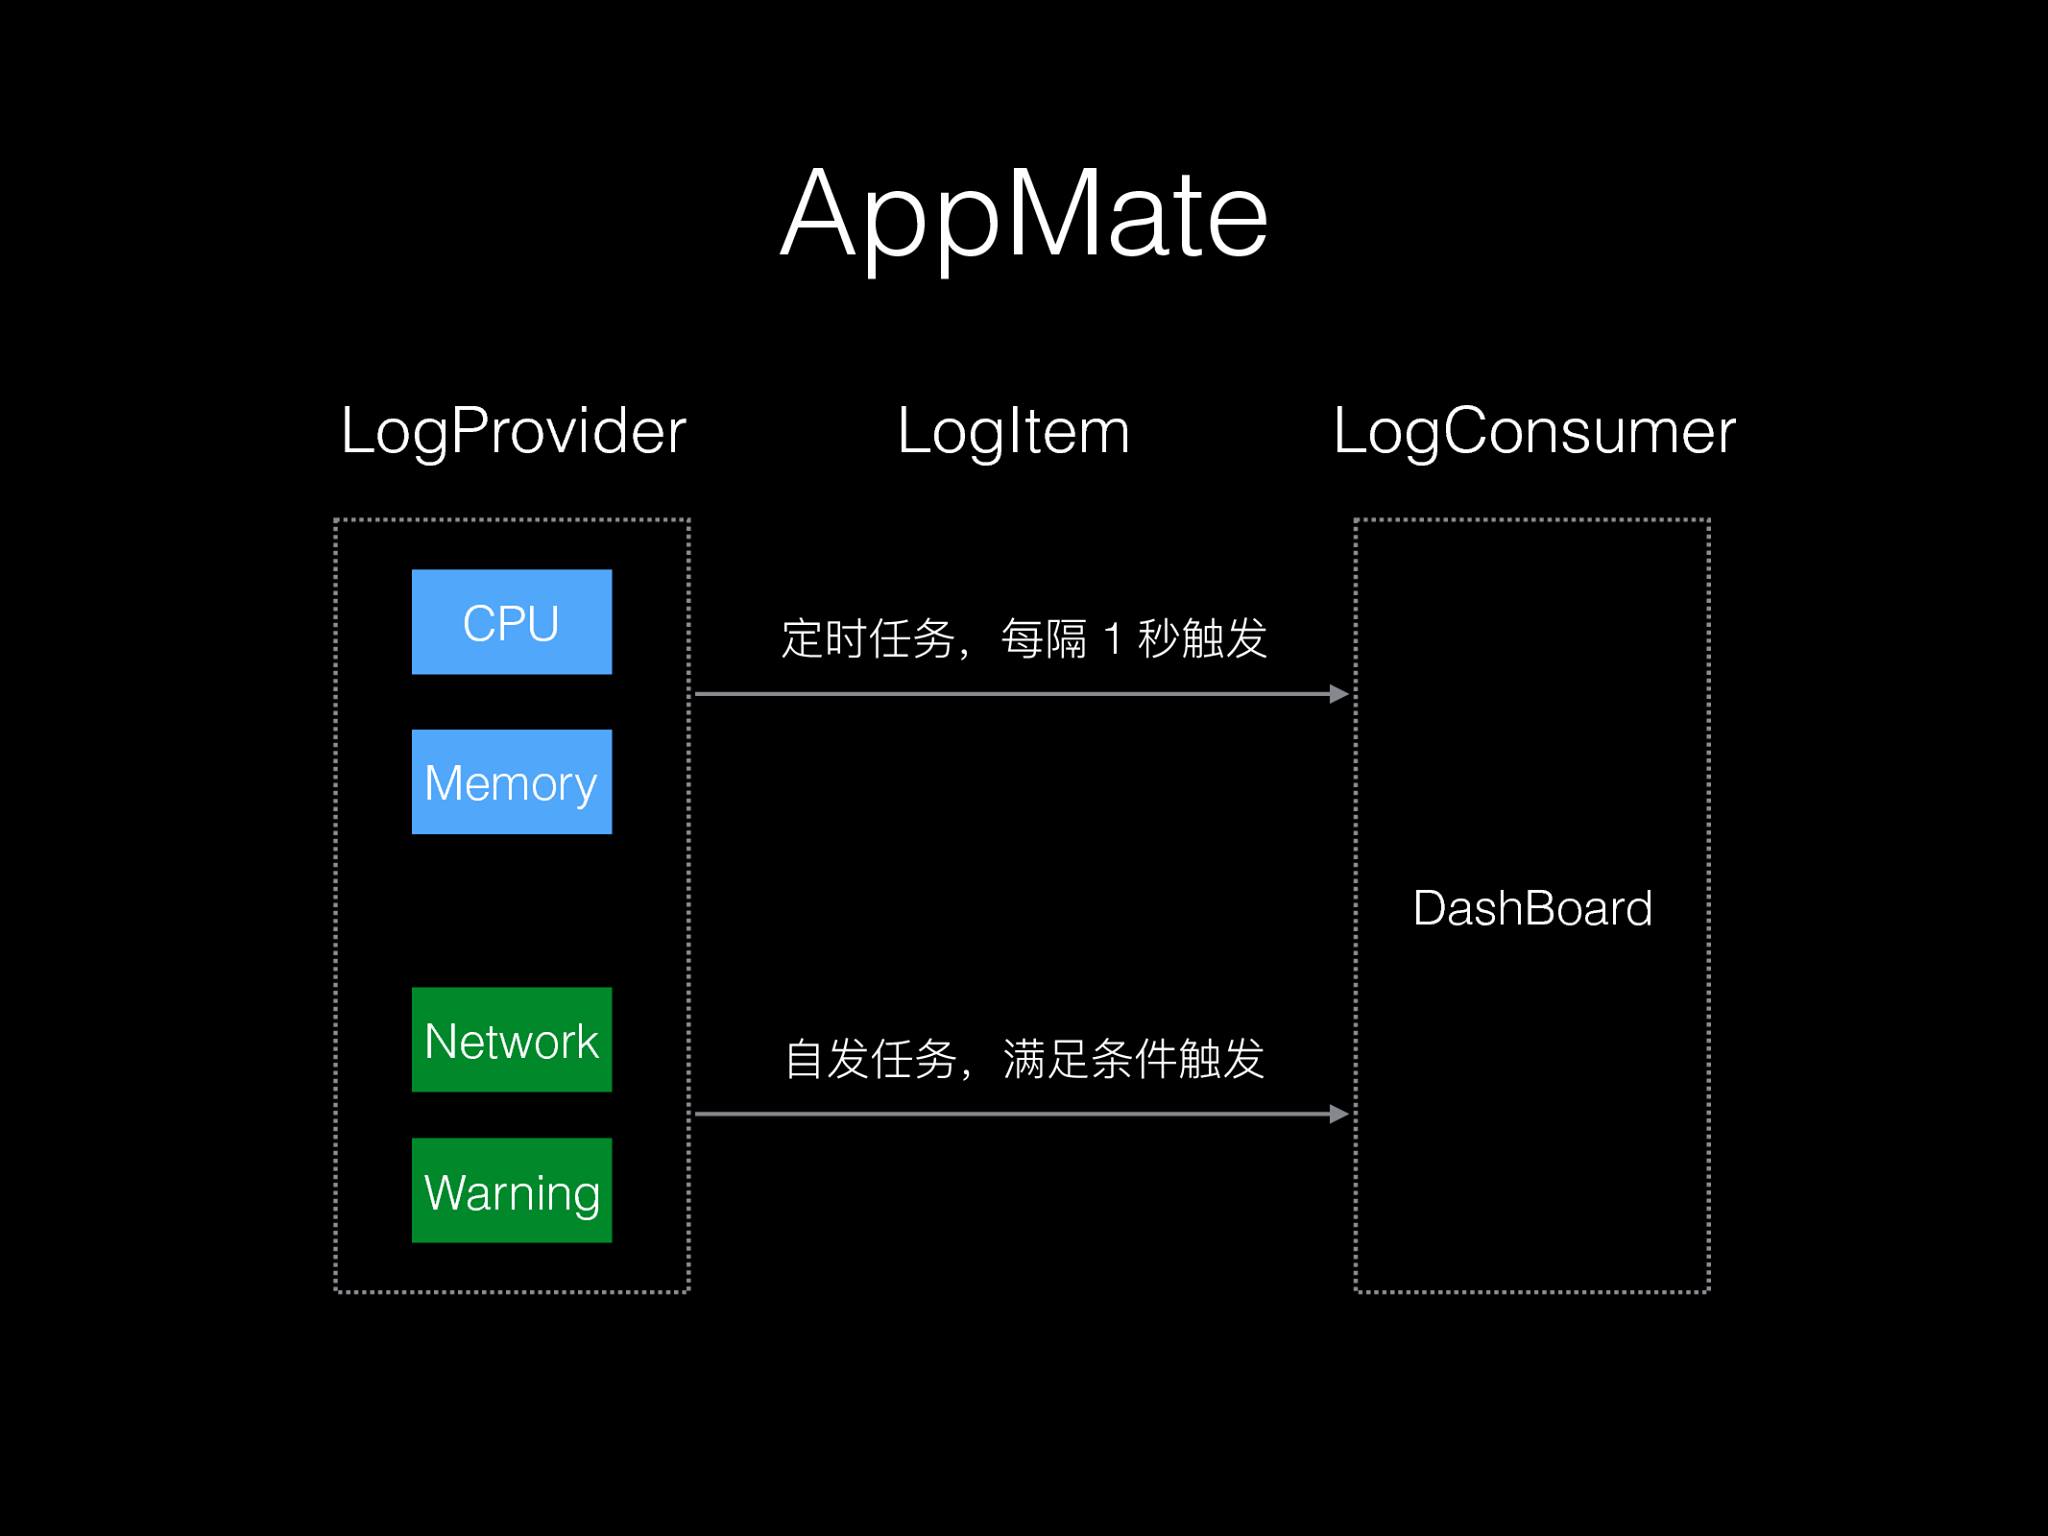 AppMate
LogProvider
LogItem
LogConsumer
CPU
Memory
定时任务，每隔 1 秒触发
Network
Warning
自发任务，满足条件触发
DashBoard